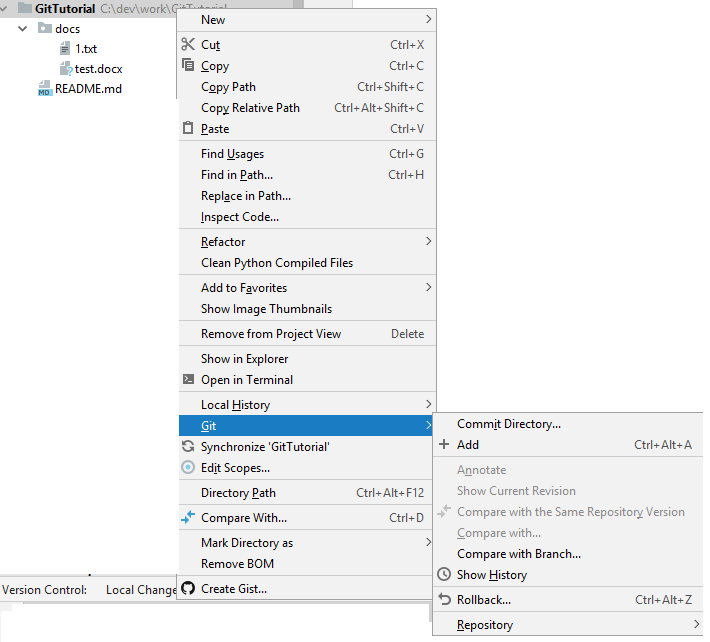 GitTutorial C:\dev\work\GitTutorial
docs
1.txt
test.docx
MD README.md
New
Cut Ctrl+X
Copy Ctrl+C
Copy Path Ctrl+Shift+C
Copy Relative Path Ctrl+Alt+Shift+C
Paste Ctrl+V
Find Usages Ctrl+G
Find in Path... Ctrl+H
Replace in Path...
Inspect Code...
Refactor
Clean Python Compiled Files
Add to Favorites
Show Image Thumbnails
Remove from Project View Delete
Show in Explorer
Open in Terminal
Local History
Git
Synchronize 'GitTutorial'
Edit Scopes...
Directory Path Ctrl+Alt+F12
Compare With... Ctrl+D
Mark Directory as
Remove BOM
Create Gist...
Commit Directory...
Add Ctrl+Alt+A
Annotate
Show Current Revision
Compare with the Same Repository Version
Compare with...
Compare with Branch...
Show History
Rollback... Ctrl+Alt+Z
Repository
Version Control: Local Change